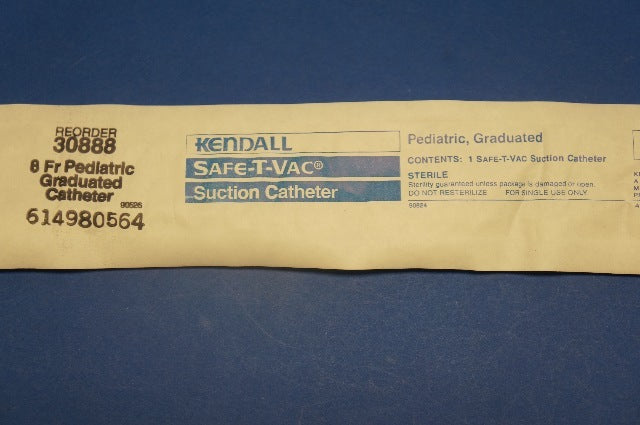 REORDER
30888
8 Fr Pediatric
Graduated
Catheter
90526
614980564
KENDALL
SAFE-T-VAC®
Suction Catheter
Pediatric, Graduated
CONTENTS: 1 SAFE-T-VAC Suction Catheter
STERILE
Sterility guaranteed unless package is damaged or open.
DO NOT RESTERILIZE FOR SINGLE USE ONLY
90824